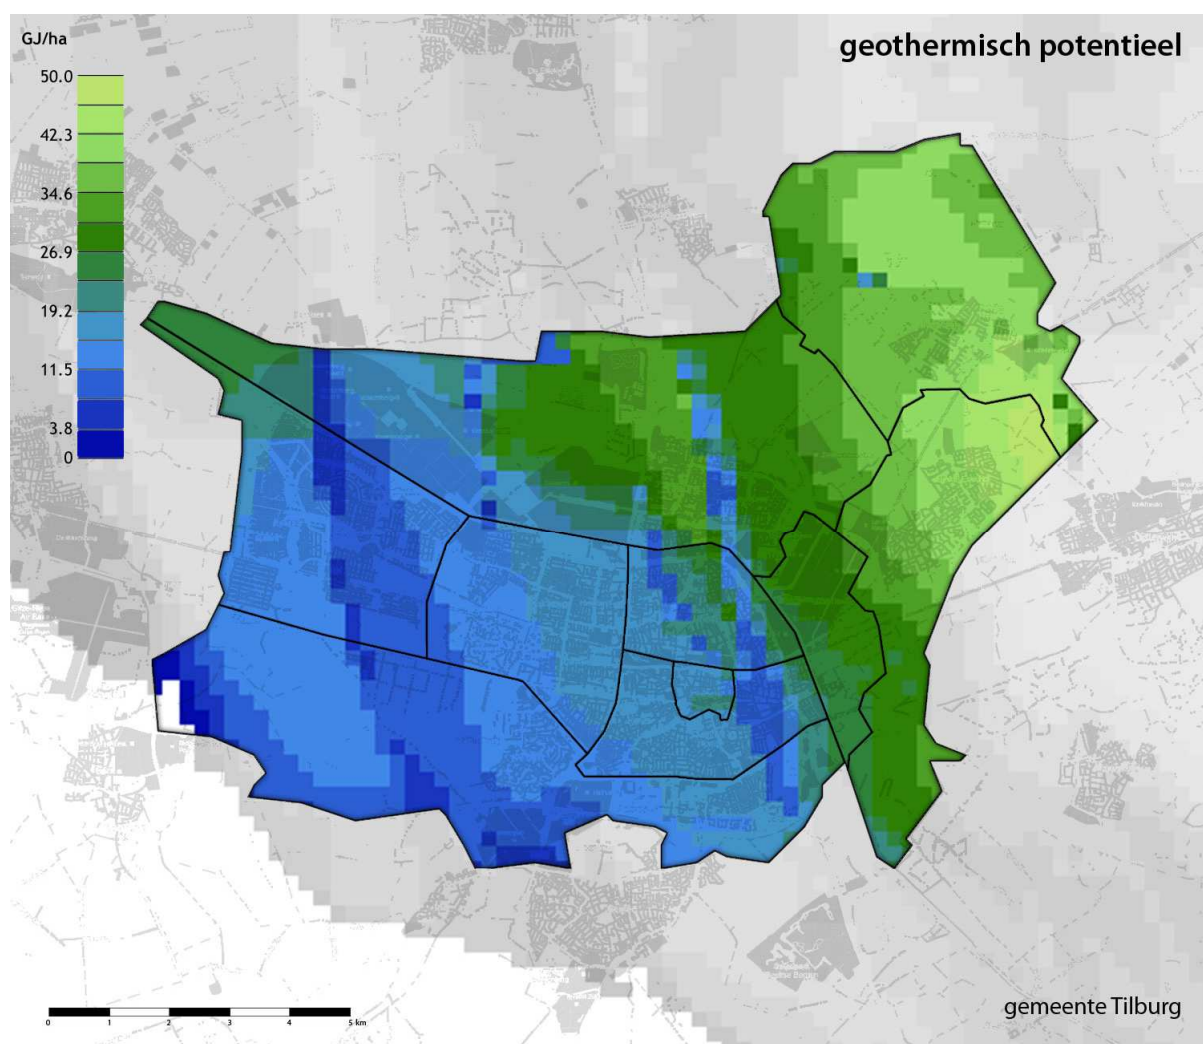 GJ/ha
geothermisch potentieel
50.0
42.3
34.6
26.9
19.2
11.5
3.8
0
gemeente Tilburg
0 1 2 3 4 5 km